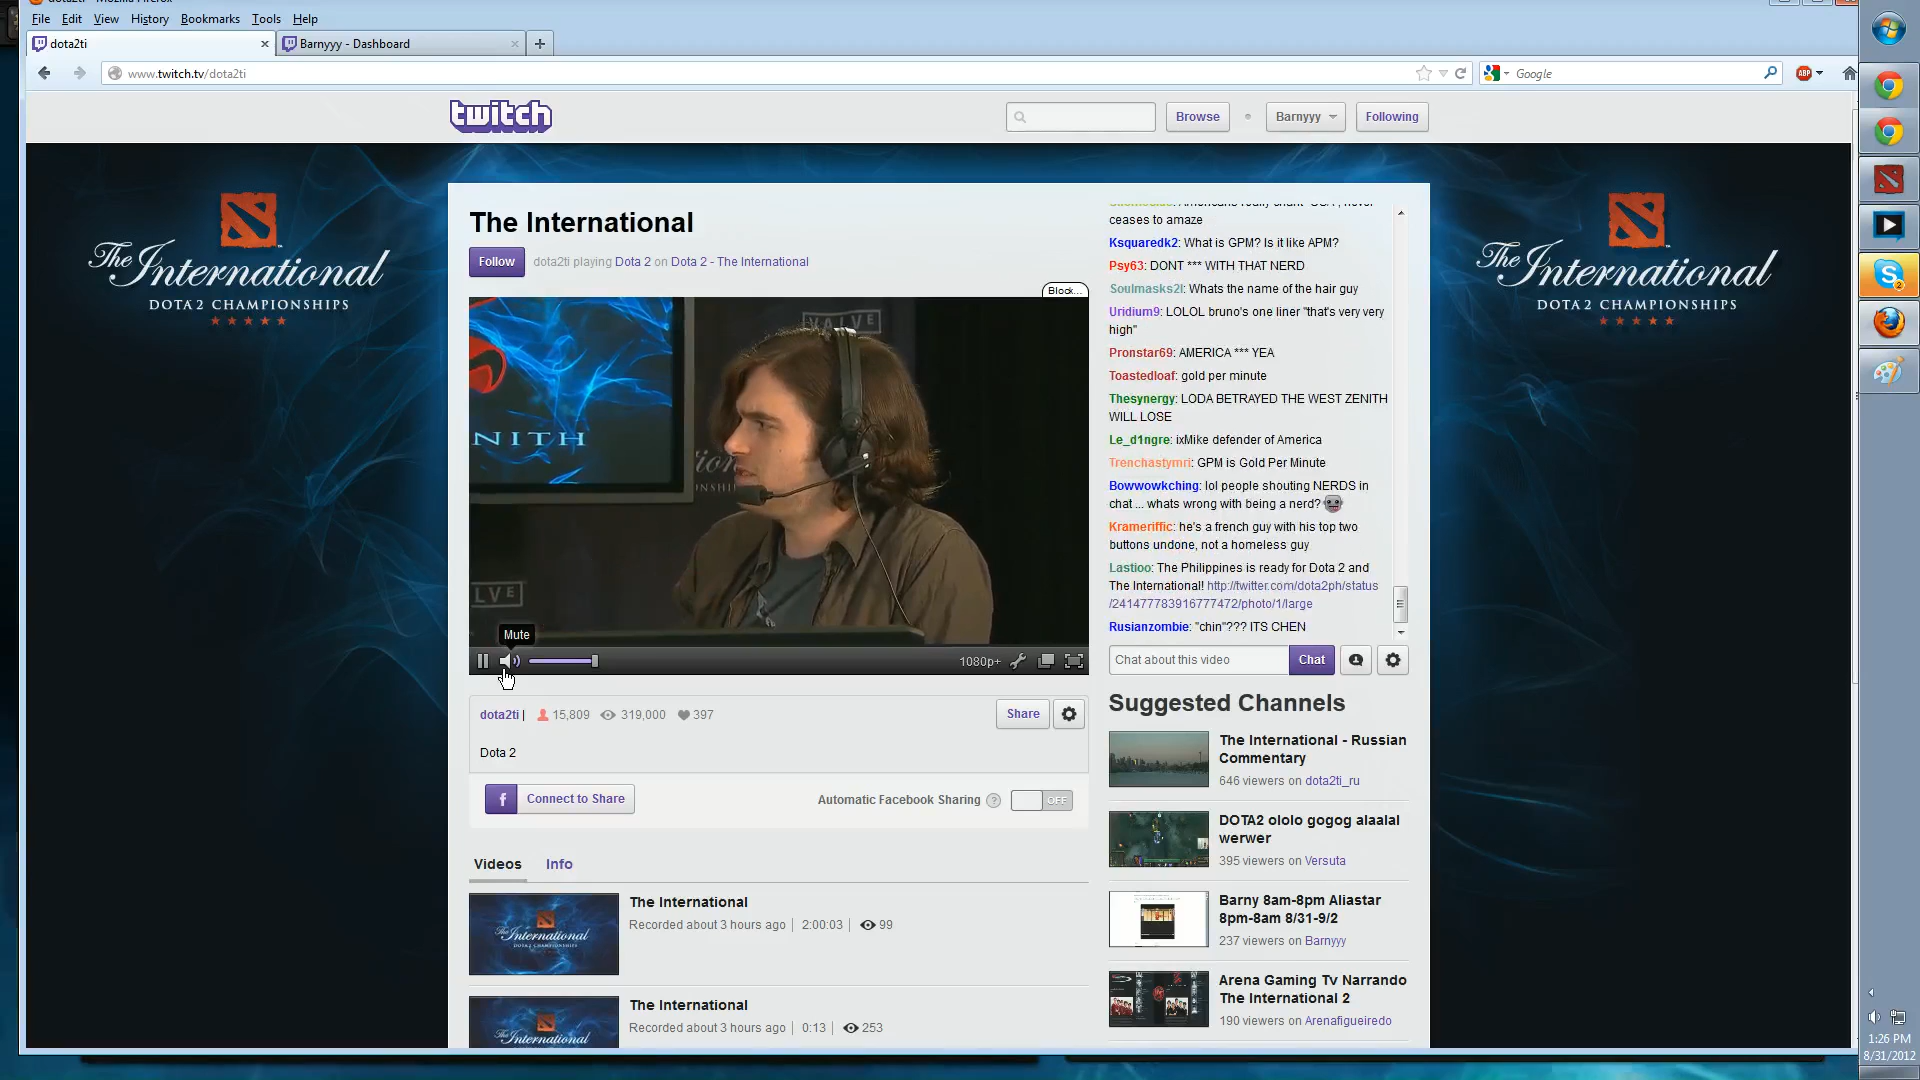 dota2ti - Mozilla Firefox
File Edit View History Bookmarks Tools Help
dota2ti
Barnyyy - Dashboard
www.twitch.tv/dota2ti
Google
ABP
twitch
Browse
Barnyyy
Following
The International
DOTA 2 CHAMPIONSHIPS
The International
DOTA 2 CHAMPIONSHIPS
The International
Follow
dota2ti playing Dota 2 on Dota 2 - The International
Block...
VALVE
NITH
VALVE
Mute
1080p+
ceases to amaze
Ksquaredk2: What is GPM? Is it like APM?
Psy63: DONT *** WITH THAT NERD
Soulmasks2l: Whats the name of the hair guy
Uridium9: LOLOL bruno's one liner "that's very very
high"
Pronstar69: AMERICA *** YEA
Toastedloaf: gold per minute
Thesynergy: LODA BETRAYED THE WEST ZENITH
WILL LOSE
Le_d1ngre: ixMike defender of America
Trenchastymri: GPM is Gold Per Minute
Bowwowkching: lol people shouting NERDS in
chat ... whats wrong with being a nerd?
Krameriffic: he's a french guy with his top two
buttons undone, not a homeless guy
Lastioo: The Philippines is ready for Dota 2 and
The International! http://twitter.com/dota2ph/status
/241477783916777472/photo/1/large
Rusianzombie: "chin"??? ITS CHEN
Chat about this video
Chat
dota2ti | 15,809 319,000 397
Share
Dota 2
f Connect to Share
Automatic Facebook Sharing ? OFF
Videos Info
The International
Recorded about 3 hours ago | 2:00:03 | 99
The International
Recorded about 3 hours ago | 0:13 | 253
Suggested Channels
The International - Russian
Commentary
646 viewers on dota2ti_ru
DOTA2 ololo gogog alaalal
werwer
395 viewers on Versuta
Barny 8am-8pm Aliastar
8pm-8am 8/31-9/2
237 viewers on Barnyyy
Arena Gaming Tv Narrando
The International 2
190 viewers on Arenafigueiredo
1:26 PM
8/31/2012